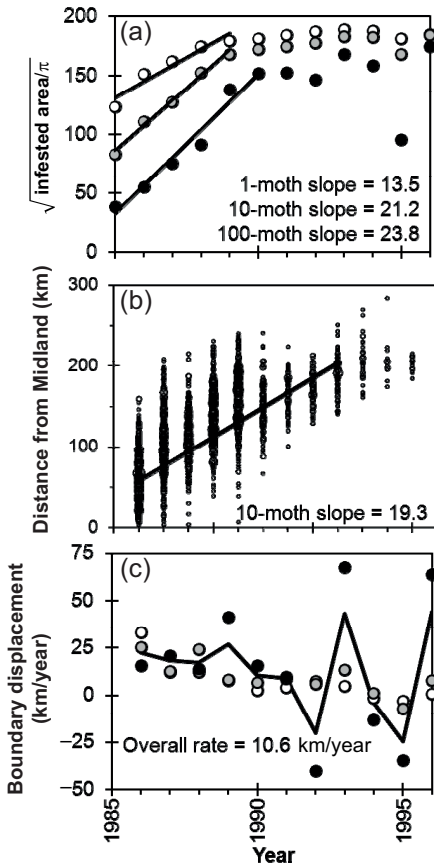 (a)
200
150
100
50
0
√ infested area/π
1-moth slope = 13.5
10-moth slope = 21.2
100-moth slope = 23.8
(b)
300
200
100
0
Distance from Midland (km)
10-moth slope = 19.3
(c)
75
50
25
0
−25
−50
Boundary displacement
(km/year)
Overall rate = 10.6 km/year
1985
1990
1995
Year